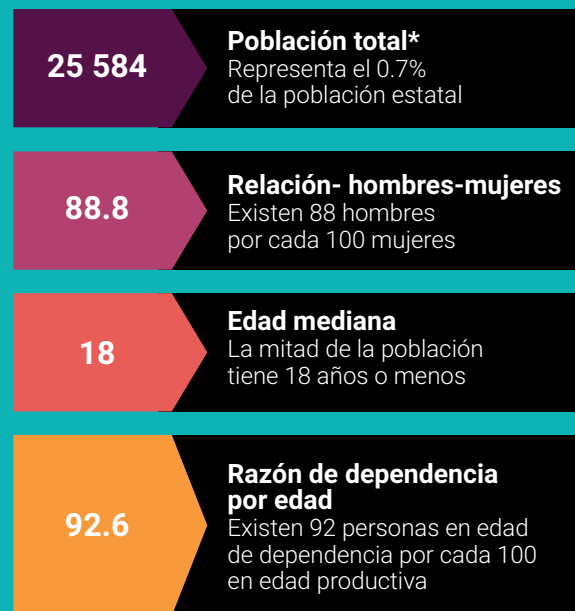 25 584
Población total*
Representa el 0.7%
de la población estatal
88.8
Relación- hombres-mujeres
Existen 88 hombres
por cada 100 mujeres
18
Edad mediana
La mitad de la población
tiene 18 años o menos
92.6
Razón de dependencia
por edad
Existen 92 personas en edad
de dependencia por cada 100
en edad productiva